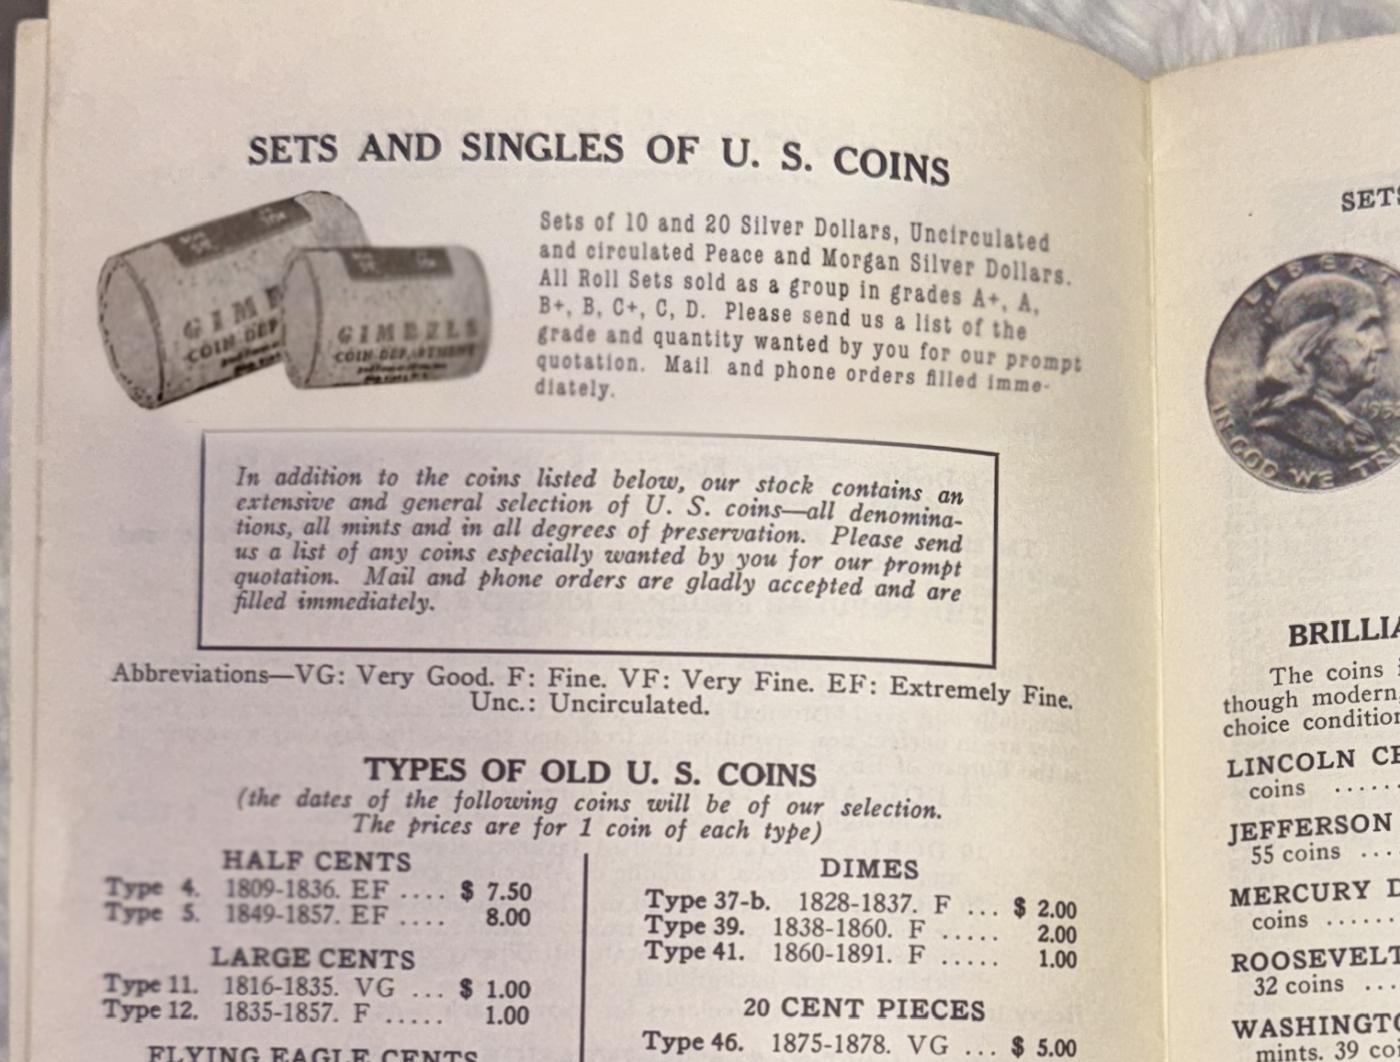 SETS AND SINGLES OF U. S. COINS
GIMB
COIN DEP
GIMBELS
COIN DEPARTMENT
Sets of 10 and 20 Silver Dollars, Uncirculated
and circulated Peace and Morgan Silver Dollars.
All Roll Sets sold as a group in grades A+, A,
B+, B, C+, C, D. Please send us a list of the
grade and quantity wanted by you for our prompt
quotation. Mail and phone orders filled imme-
diately.
In addition to the coins listed below, our stock contains an
extensive and general selection of U. S. coins—all denomina-
tions, all mints and in all degrees of preservation. Please send
us a list of any coins especially wanted by you for our prompt
quotation. Mail and phone orders are gladly accepted and are
filled immediately.
Abbreviations—VG: Very Good. F: Fine. VF: Very Fine. EF: Extremely Fine.
Unc.: Uncirculated.
TYPES OF OLD U. S. COINS
(the dates of the following coins will be of our selection.
The prices are for 1 coin of each type)
HALF CENTS
Type 4. 1809-1836. EF .... $ 7.50
Type 5. 1849-1857. EF .... 8.00
LARGE CENTS
Type 11. 1816-1835. VG ... $ 1.00
Type 12. 1835-1857. F ..... 1.00
FLYING EAGLE CENTS
DIMES
Type 37-b. 1828-1837. F ... $ 2.00
Type 39. 1838-1860. F ..... 2.00
Type 41. 1860-1891. F ..... 1.00
20 CENT PIECES
Type 46. 1875-1878. VG ... $ 5.00
SETS
LIBERT
IN GOD WE TR
BRILLIA
The coins i
though modern,
choice condition
LINCOLN CE
coins ......
JEFFERSON
55 coins ...
MERCURY D
coins ......
ROOSEVELT
32 coins ...
WASHINGTO
mints. 39 co